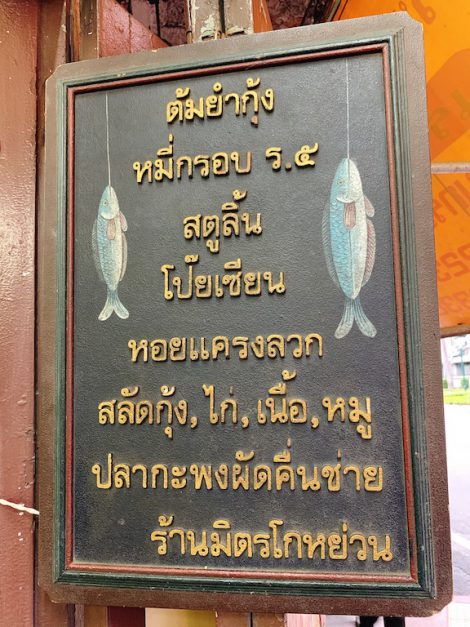 ต้มยำกุ้ง
หมี่กรอบ ร.๕
สตูลิ้น
โป๊ยเซียน
หอยแครงลวก
สลัดกุ้ง, ไก่, เนื้อ, หมู
ปลากะพงผัดคื่นช่าย
ร้านมิตรโกหย่วน